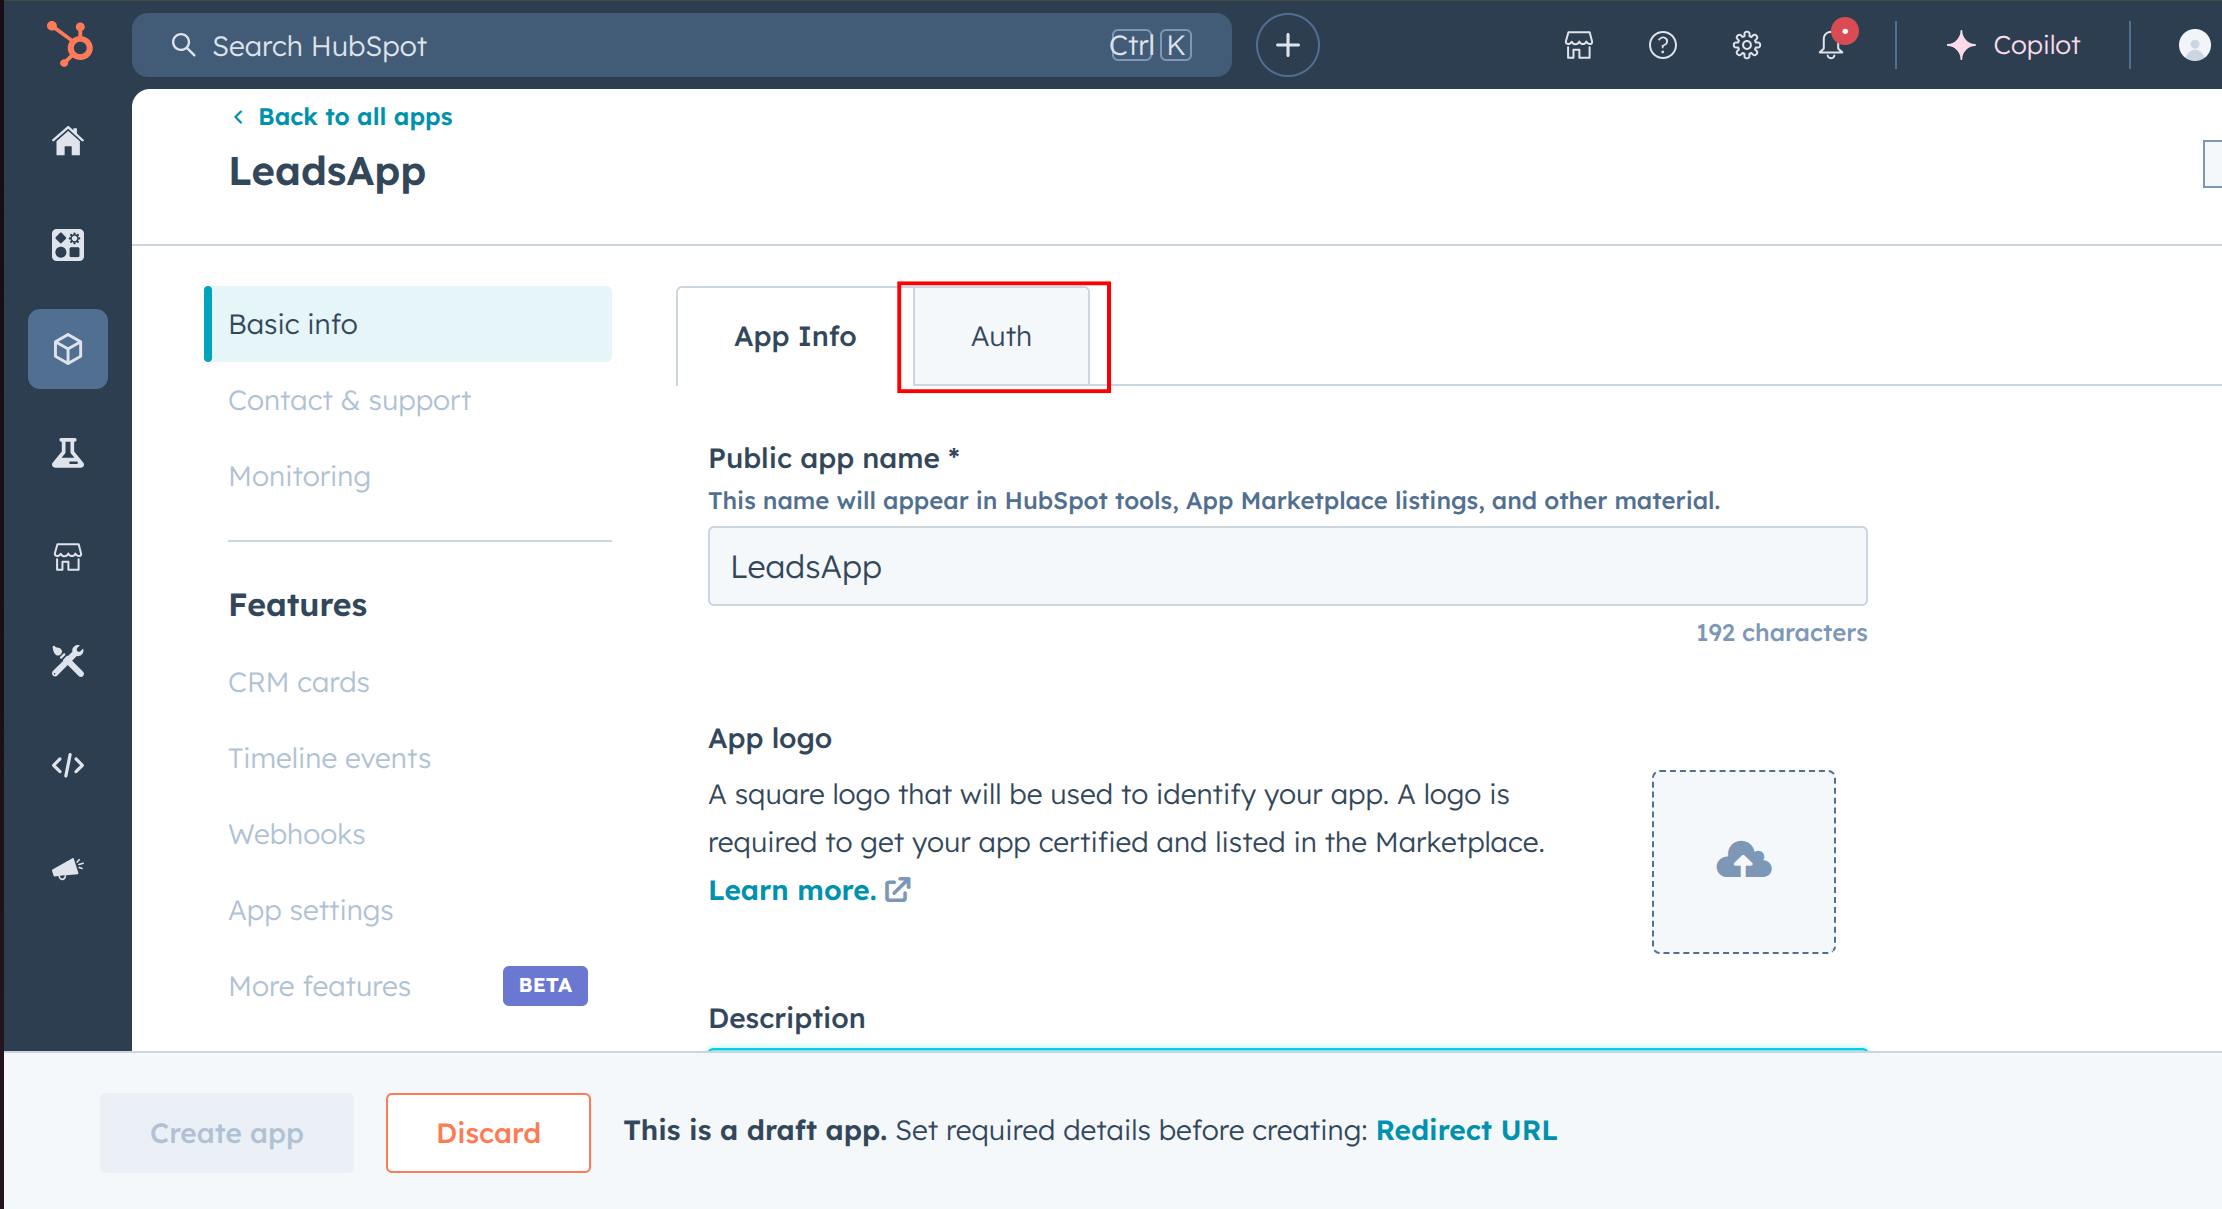 Search HubSpot
Ctrl K
Copilot
Back to all apps
LeadsApp
Basic info
Contact & support
Monitoring
Features
CRM cards
Timeline events
Webhooks
App settings
More features
BETA
App Info
Auth
Public app name *
This name will appear in HubSpot tools, App Marketplace listings, and other material.
LeadsApp
192 characters
App logo
A square logo that will be used to identify your app. A logo is
required to get your app certified and listed in the Marketplace.
Learn more.
Description
Create app
Discard
This is a draft app. Set required details before creating: Redirect URL